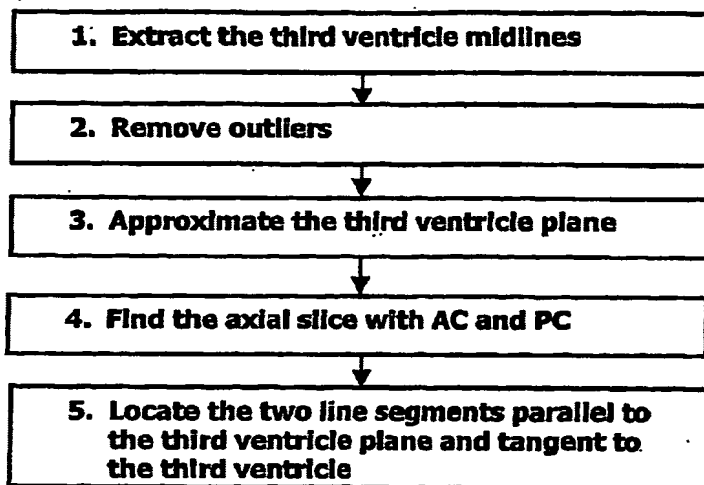 1. Extract the third ventricle midlines
2. Remove outliers
3. Approximate the third ventricle plane
4. Find the axial slice with AC and PC
5. Locate the two line segments parallel to
the third ventricle plane and tangent to
the third ventricle